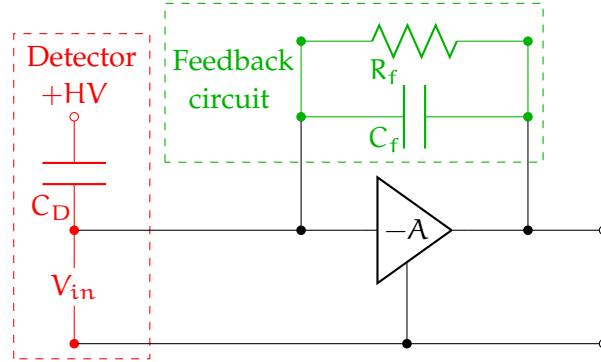 Detector
+HV
C_D
V_in
Feedback
circuit
R_f
C_f
−A